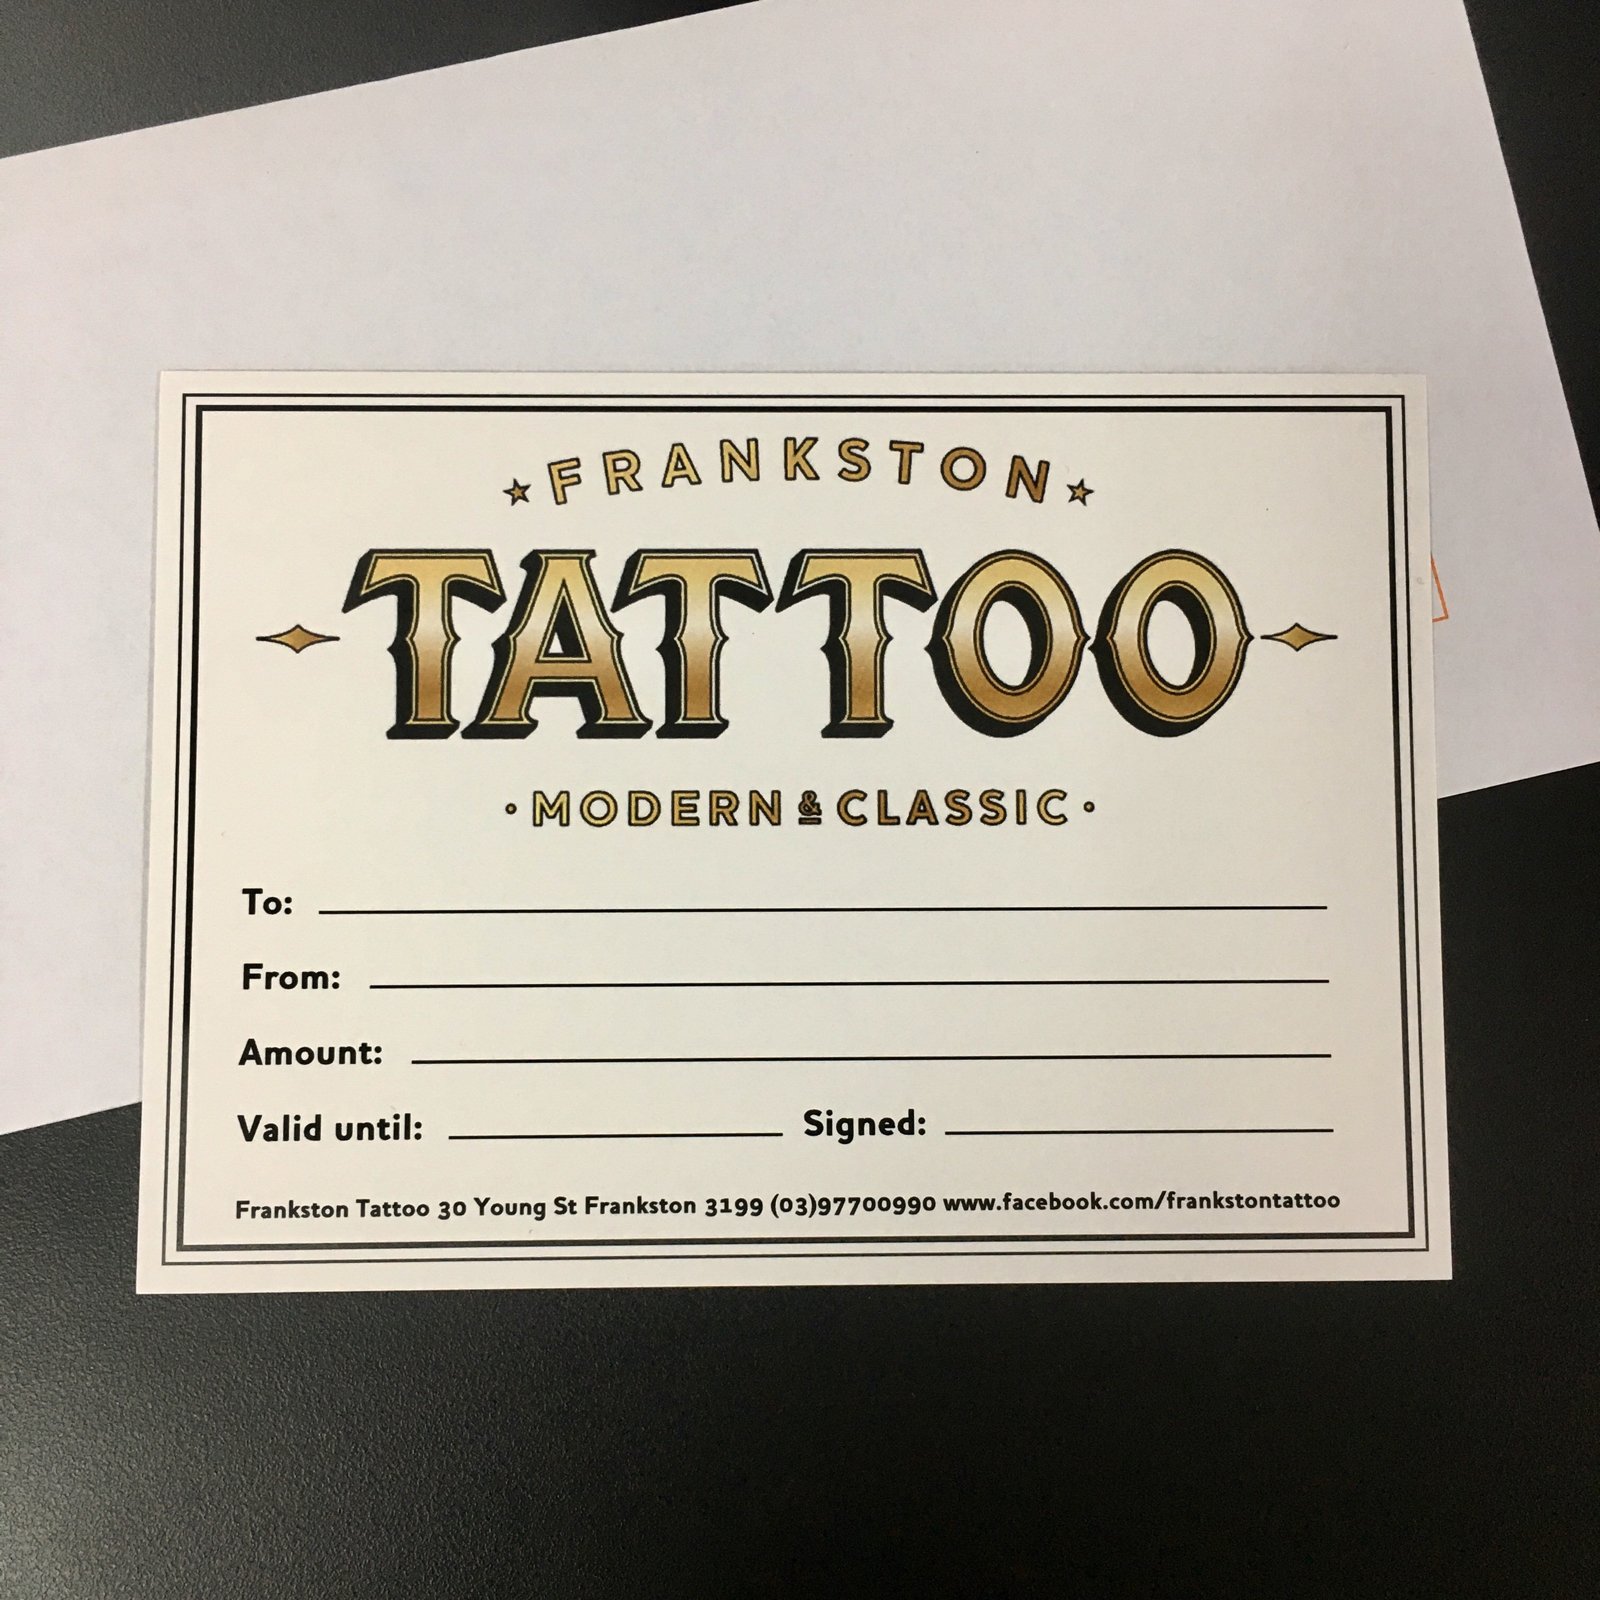 FRANKSTON
TATTOO
MODERN & CLASSIC
To:
From:
Amount:
Valid until: Signed:
Frankston Tattoo 30 Young St Frankston 3199 (03)97700990 www.facebook.com/frankstontattoo